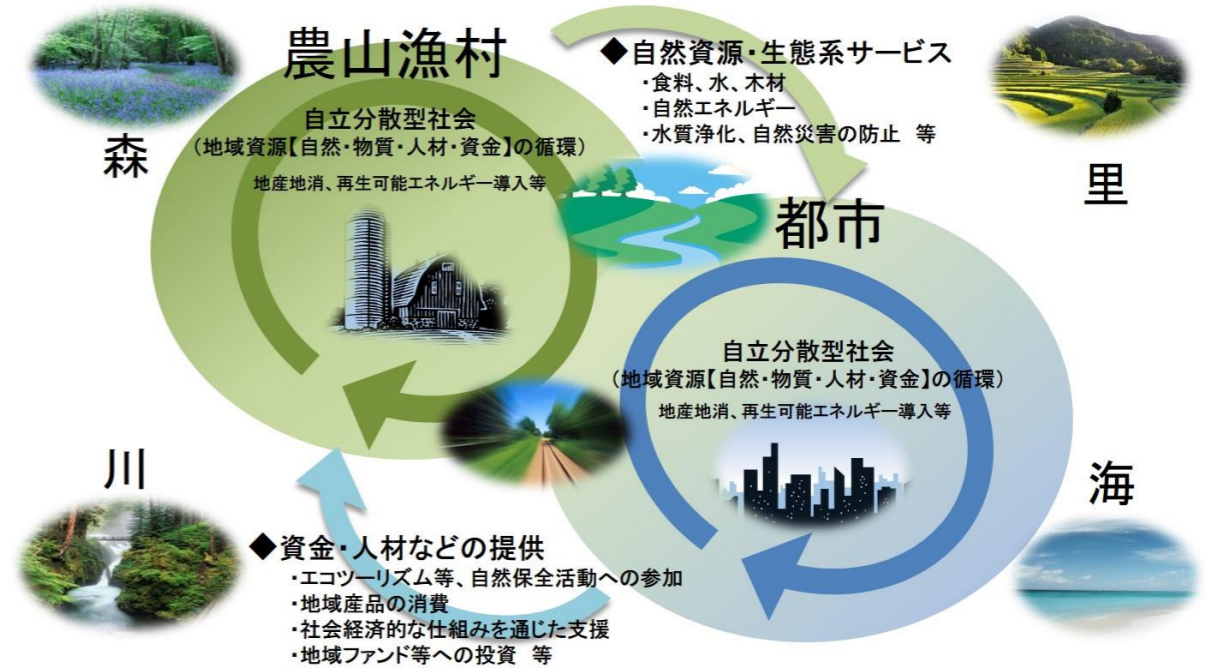 農山漁村
自立分散型社会
（地域資源【自然・物質・人材・資金】の循環）
地産地消、再生可能エネルギー導入等
◆自然資源・生態系サービス
・食料、水、木材
・自然エネルギー
・水質浄化、自然災害の防止　等
森
里
都市
自立分散型社会
（地域資源【自然・物質・人材・資金】の循環）
地産地消、再生可能エネルギー導入等
川
海
◆資金・人材などの提供
・エコツーリズム等、自然保全活動への参加
・地域産品の消費
・社会経済的な仕組みを通じた支援
・地域ファンド等への投資　等